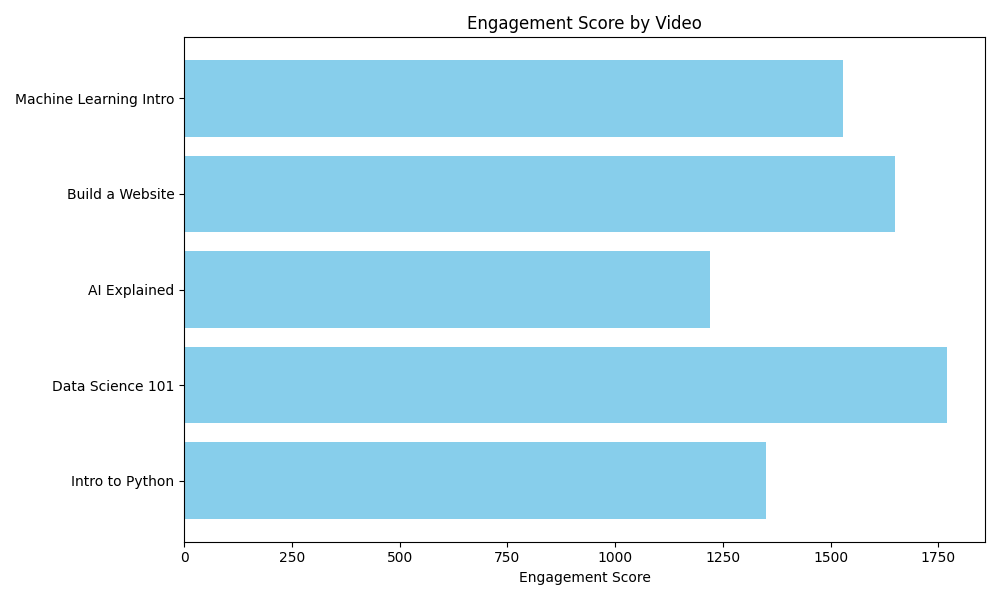 Engagement Score by Video
Machine Learning Intro
Build a Website
AI Explained
Data Science 101
Intro to Python
0 250 500 750 1000 1250 1500 1750
Engagement Score